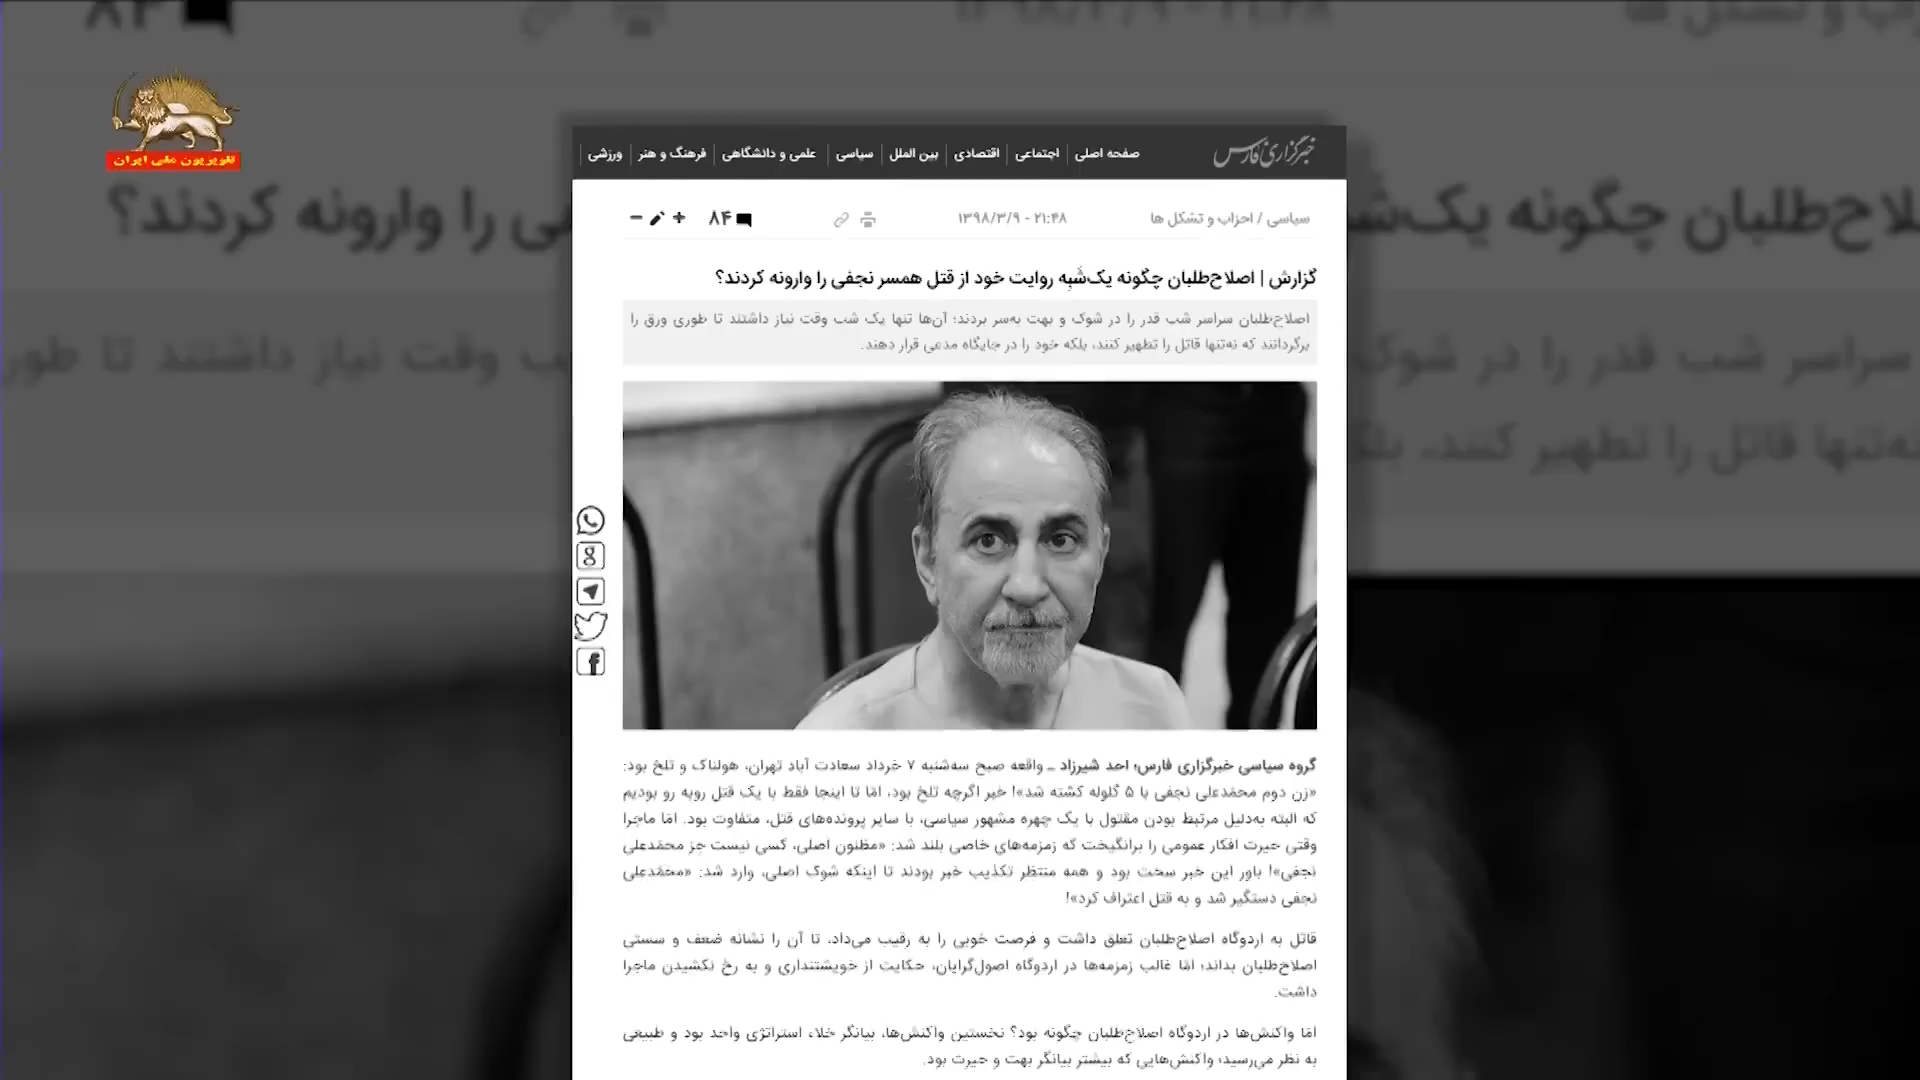 تلویزیون ملی ایران
خبرگزاری فارس
صفحه اصلی | اجتماعی | اقتصادی | بین الملل | سیاسی | علمی و دانشگاهی | فرهنگ و هنر | ورزشی
سیاسی / احزاب و تشکل ها
۱۳۹۸/۳/۹ - ۲۱:۴۸
۸۴
گزارش | اصلاح‌طلبان چگونه یک‌شبه روایت خود از قتل همسر نجفی را وارونه کردند؟
اصلاح‌طلبان سراسر شب قدر را در شوک و بهت به‌سر بردند؛ آن‌ها تنها یک شب وقت نیاز داشتند تا طوری ورق را
برگردانند که نه‌تنها قاتل را تطهیر کنند، بلکه خود را در جایگاه مدعی قرار دهند.
گروه سیاسی خبرگزاری فارس؛ احد شیرزاد ـ واقعه صبح سه‌شنبه ۷ خرداد سعادت آباد تهران، هولناک و تلخ بود:
«زن دوم محمّدعلی نجفی با ۵ گلوله کشته شد»! خبر اگرچه تلخ بود، امّا تا اینجا فقط با یک قتل روبه رو بودیم
که البته به‌دلیل مرتبط بودن مقتول با یک چهره مشهور سیاسی، با سایر پرونده‌های قتل، متفاوت بود. امّا ماجرا
وقتی حیرت افکار عمومی را برانگیخت که زمزمه‌های خاصی بلند شد: «مظنون اصلی، کسی نیست جز محمّدعلی
نجفی»! باور این خبر سخت بود و همه منتظر تکذیب خبر بودند تا اینکه شوک اصلی، وارد شد: «محمّدعلی
نجفی دستگیر شد و به قتل اعتراف کرد»!
قاتل به اردوگاه اصلاح‌طلبان تعلق داشت و فرصت خوبی را به رقیب می‌داد، تا آن را نشانه ضعف و سستی
اصلاح‌طلبان بداند؛ امّا غالب زمزمه‌ها در اردوگاه اصول‌گرایان، حکایت از خویشتنداری و به رخ نکشیدن ماجرا
داشت.
امّا واکنش‌ها در اردوگاه اصلاح‌طلبان چگونه بود؟ نخستین واکنش‌ها، بیانگر خلاء استراتژی واحد بود و طبیعی
به نظر می‌رسید؛ واکنش‌هایی که بیشتر بیانگر بهت و حیرت بود.